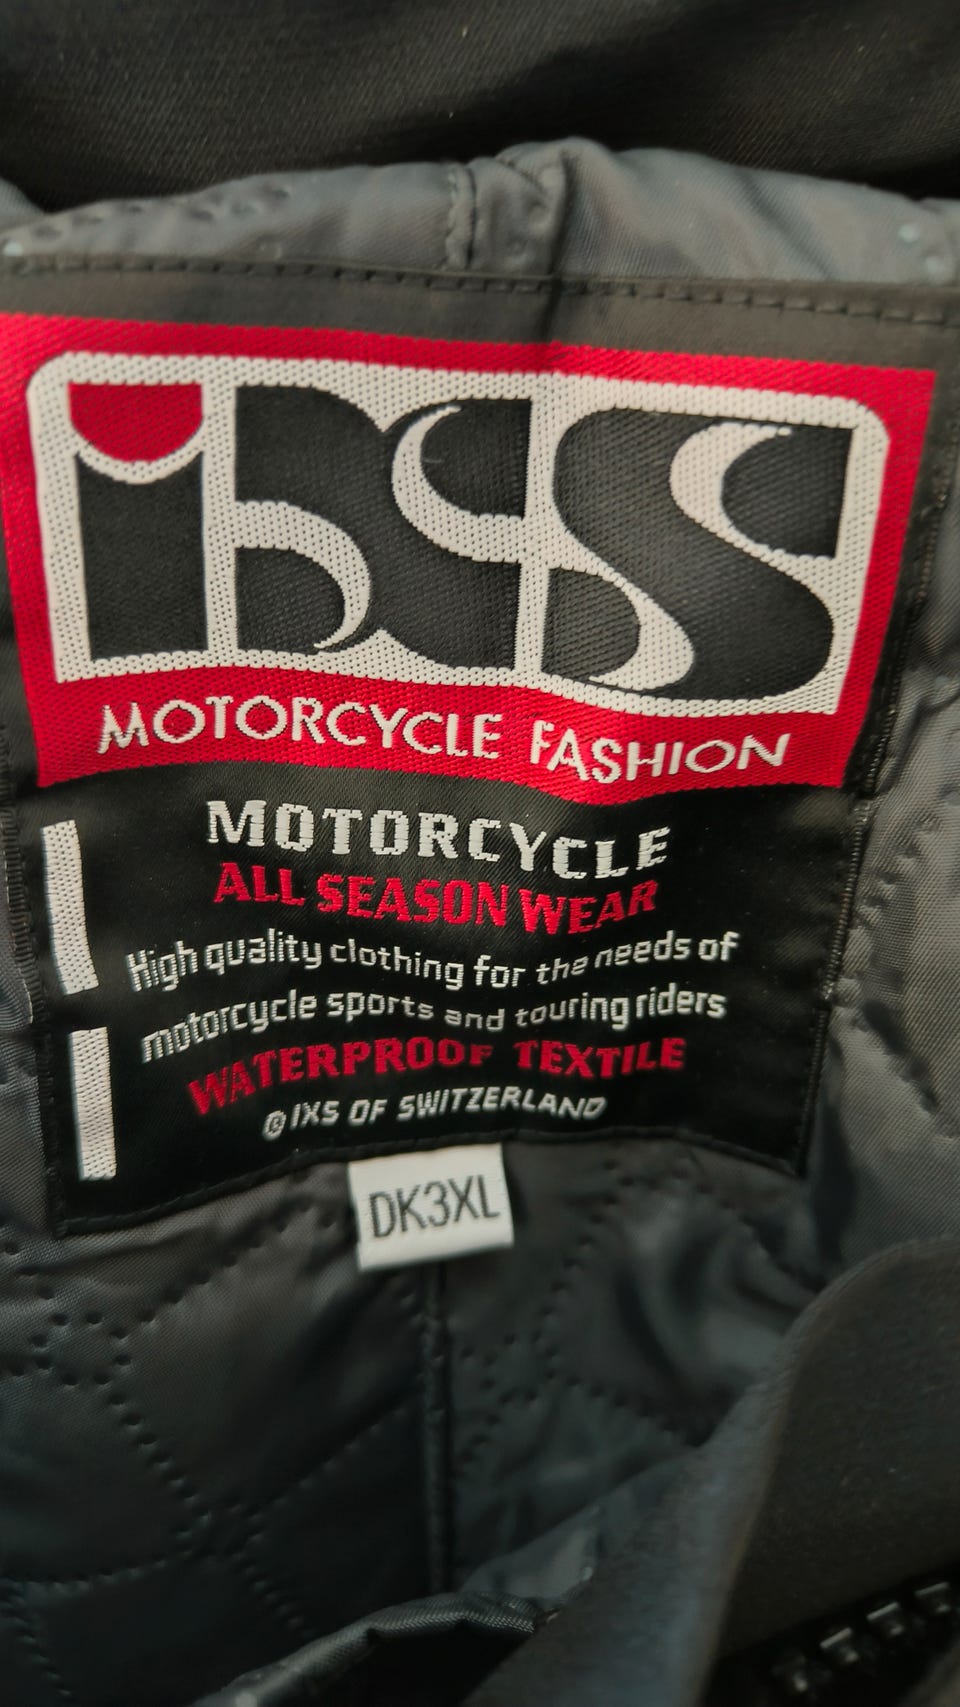 iXS
MOTORCYCLE FASHION
MOTORCYCLE
ALL SEASON WEAR
High quality clothing for the needs of
motorcycle sports and touring riders
WATERPROOF TEXTILE
© IXS OF SWITZERLAND
DK3XL